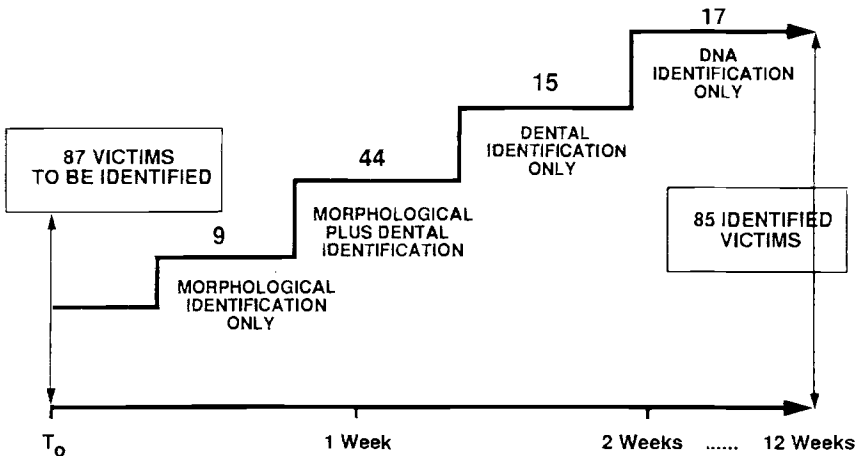 17
DNA
IDENTIFICATION
ONLY
15
DENTAL
IDENTIFICATION
ONLY
87 VICTIMS
TO BE IDENTIFIED
44
MORPHOLOGICAL
PLUS DENTAL
IDENTIFICATION
85 IDENTIFIED
VICTIMS
9
MORPHOLOGICAL
IDENTIFICATION
ONLY
To 1 Week 2 Weeks ...... 12 Weeks